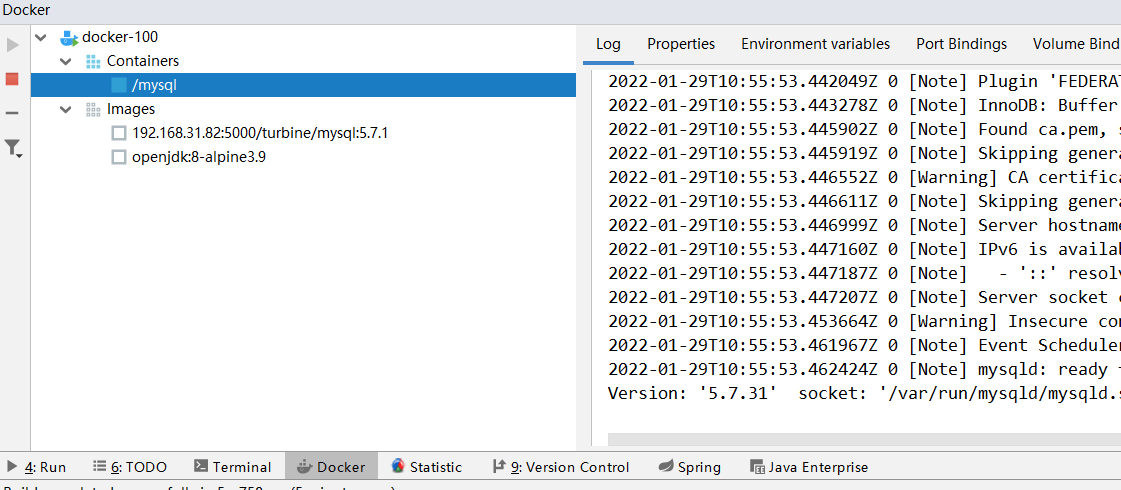 Docker
docker-100
Containers
/mysql
Images
192.168.31.82:5000/turbine/mysql:5.7.1
openjdk:8-alpine3.9
Log Properties Environment variables Port Bindings Volume Bind
2022-01-29T10:55:53.442049Z 0 [Note] Plugin 'FEDERA
2022-01-29T10:55:53.443278Z 0 [Note] InnoDB: Buffer
2022-01-29T10:55:53.445902Z 0 [Note] Found ca.pem,
2022-01-29T10:55:53.445919Z 0 [Note] Skipping genera
2022-01-29T10:55:53.446552Z 0 [Warning] CA certifica
2022-01-29T10:55:53.446611Z 0 [Note] Skipping genera
2022-01-29T10:55:53.446999Z 0 [Note] Server hostname
2022-01-29T10:55:53.447160Z 0 [Note] IPv6 is availab
2022-01-29T10:55:53.447187Z 0 [Note]   - '::' resolv
2022-01-29T10:55:53.447207Z 0 [Note] Server socket c
2022-01-29T10:55:53.453664Z 0 [Warning] Insecure con
2022-01-29T10:55:53.461967Z 0 [Note] Event Scheduler
2022-01-29T10:55:53.462424Z 0 [Note] mysqld: ready f
Version: '5.7.31'  socket: '/var/run/mysqld/mysqld.s
4: Run 6: TODO Terminal Docker Statistic 9: Version Control Spring Java Enterprise